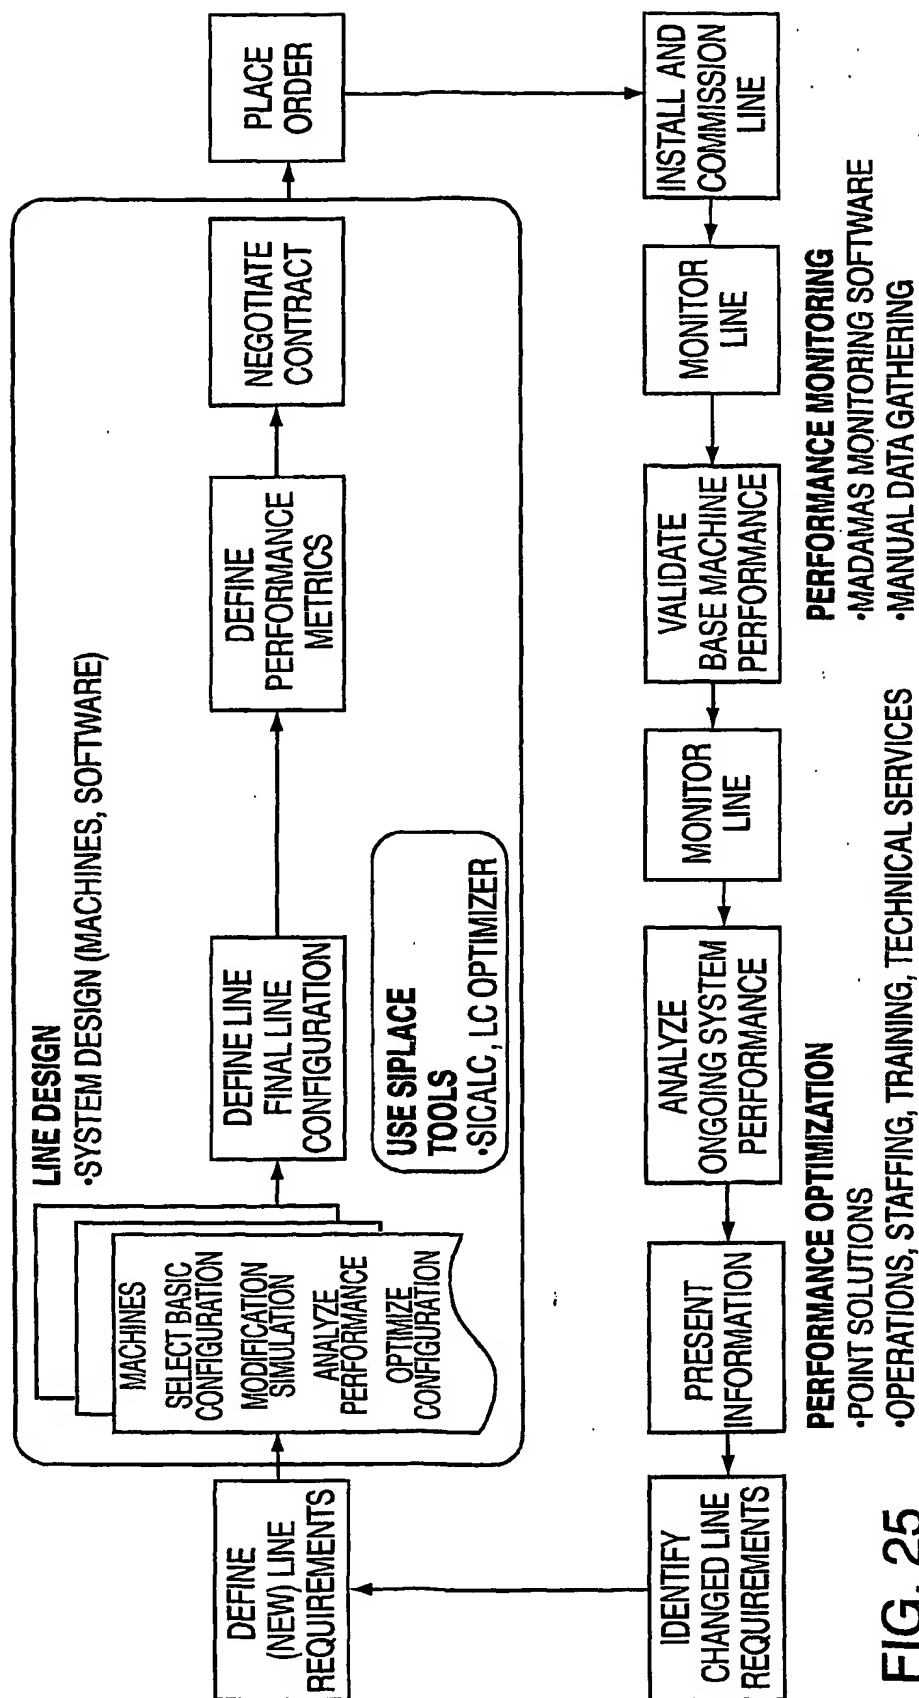 LINE DESIGN
•SYSTEM DESIGN (MACHINES, SOFTWARE)
DEFINE
(NEW) LINE
REQUIREMENTS
MACHINES
SELECT BASIC
CONFIGURATION
MODIFICATION
SIMULATION
ANALYZE
PERFORMANCE
OPTIMIZE
CONFIGURATION
DEFINE LINE
FINAL LINE
CONFIGURATION
DEFINE
PERFORMANCE
METRICS
NEGOTIATE
CONTRACT
PLACE
ORDER
USE SIPLACE
TOOLS
•SICALC, LC OPTIMIZER
IDENTIFY
CHANGED LINE
REQUIREMENTS
PRESENT
INFORMATION
ANALYZE
ONGOING SYSTEM
PERFORMANCE
MONITOR
LINE
VALIDATE
BASE MACHINE
PERFORMANCE
MONITOR
LINE
INSTALL AND
COMMISSION
LINE
PERFORMANCE OPTIMIZATION
•POINT SOLUTIONS
•OPERATIONS, STAFFING, TRAINING, TECHNICAL SERVICES
PERFORMANCE MONITORING
•MADAMAS MONITORING SOFTWARE
•MANUAL DATA GATHERING
FIG. 25